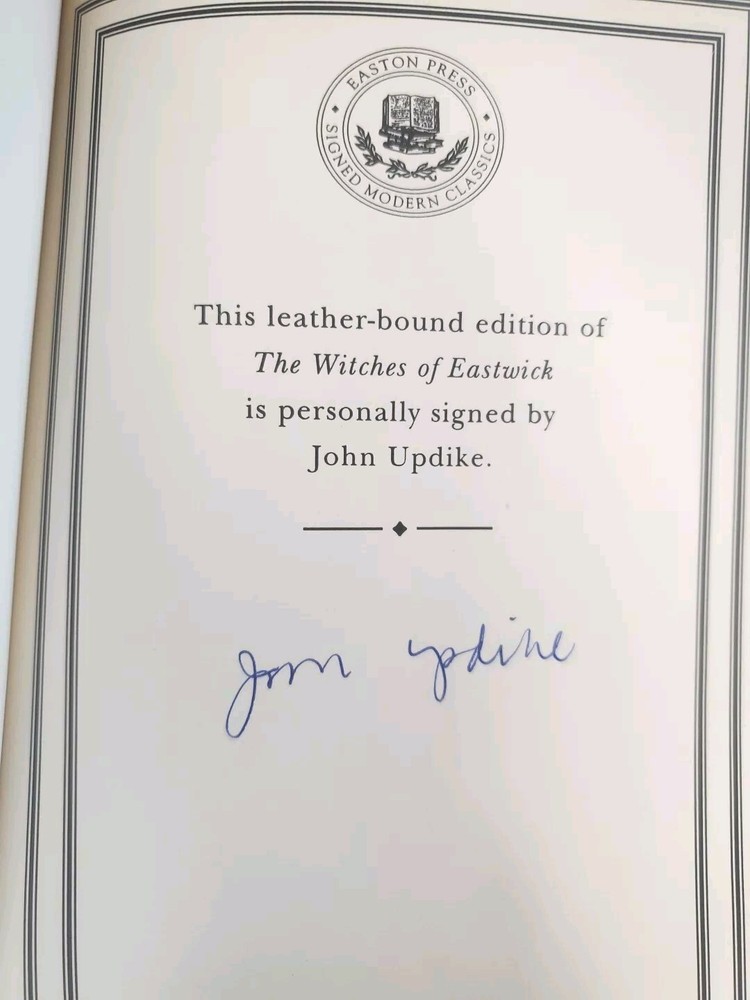 EASTON PRESS
SIGNED MODERN CLASSICS
This leather-bound edition of
The Witches of Eastwick
is personally signed by
John Updike.
John Updike